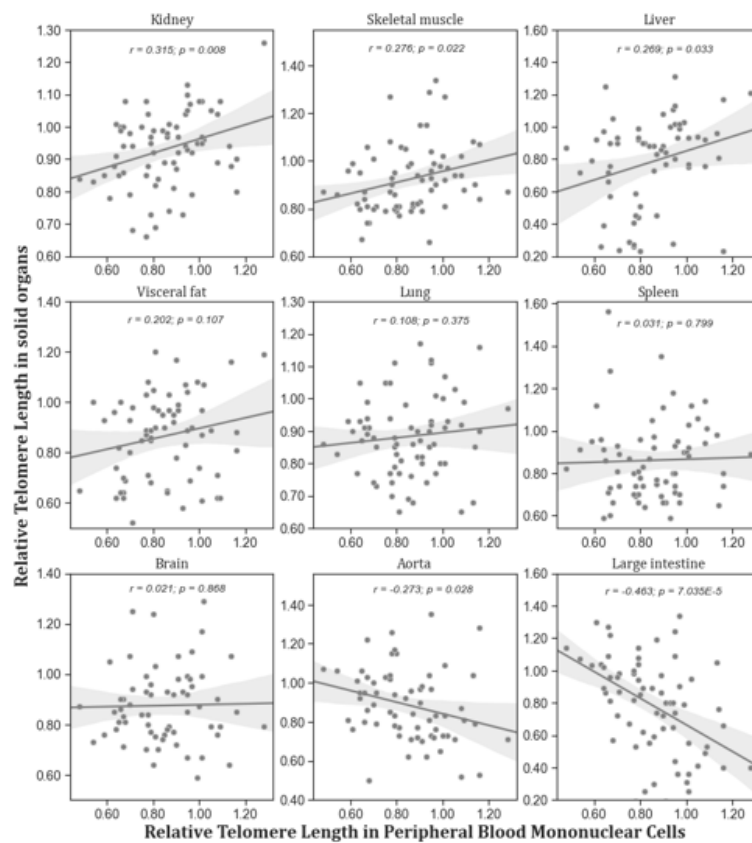 Kidney Skeletal muscle Liver
r = 0.315; p = 0.008 r = 0.276; p = 0.022 r = 0.269; p = 0.033
1.30 1.20 1.10 1.00 0.90 0.80 0.70 0.60
1.40 1.20 1.00 0.80 0.60
1.60 1.40 1.20 1.00 0.80 0.60 0.40 0.20
0.60 0.80 1.00 1.20 0.60 0.80 1.00 1.20 0.60 0.80 1.00 1.20
Relative Telomere Length in solid organs
Visceral fat Lung Spleen
r = 0.202; p = 0.107 r = 0.108; p = 0.375 r = 0.031; p = 0.799
1.40 1.20 1.00 0.80 0.60
1.30 1.20 1.10 1.00 0.90 0.80 0.70 0.60
1.60 1.40 1.20 1.00 0.80 0.60
0.60 0.80 1.00 1.20 0.60 0.80 1.00 1.20 0.60 0.80 1.00 1.20
Brain Aorta Large intestine
r = 0.021; p = 0.868 r = -0.273; p = 0.028 r = -0.463; p = 7.035E-5
1.40 1.20 1.00 0.80 0.60
1.40 1.20 1.00 0.80 0.60 0.40
1.60 1.40 1.20 1.00 0.80 0.60 0.40 0.20
0.60 0.80 1.00 1.20 0.60 0.80 1.00 1.20 0.60 0.80 1.00 1.20
Relative Telomere Length in Peripheral Blood Mononuclear Cells